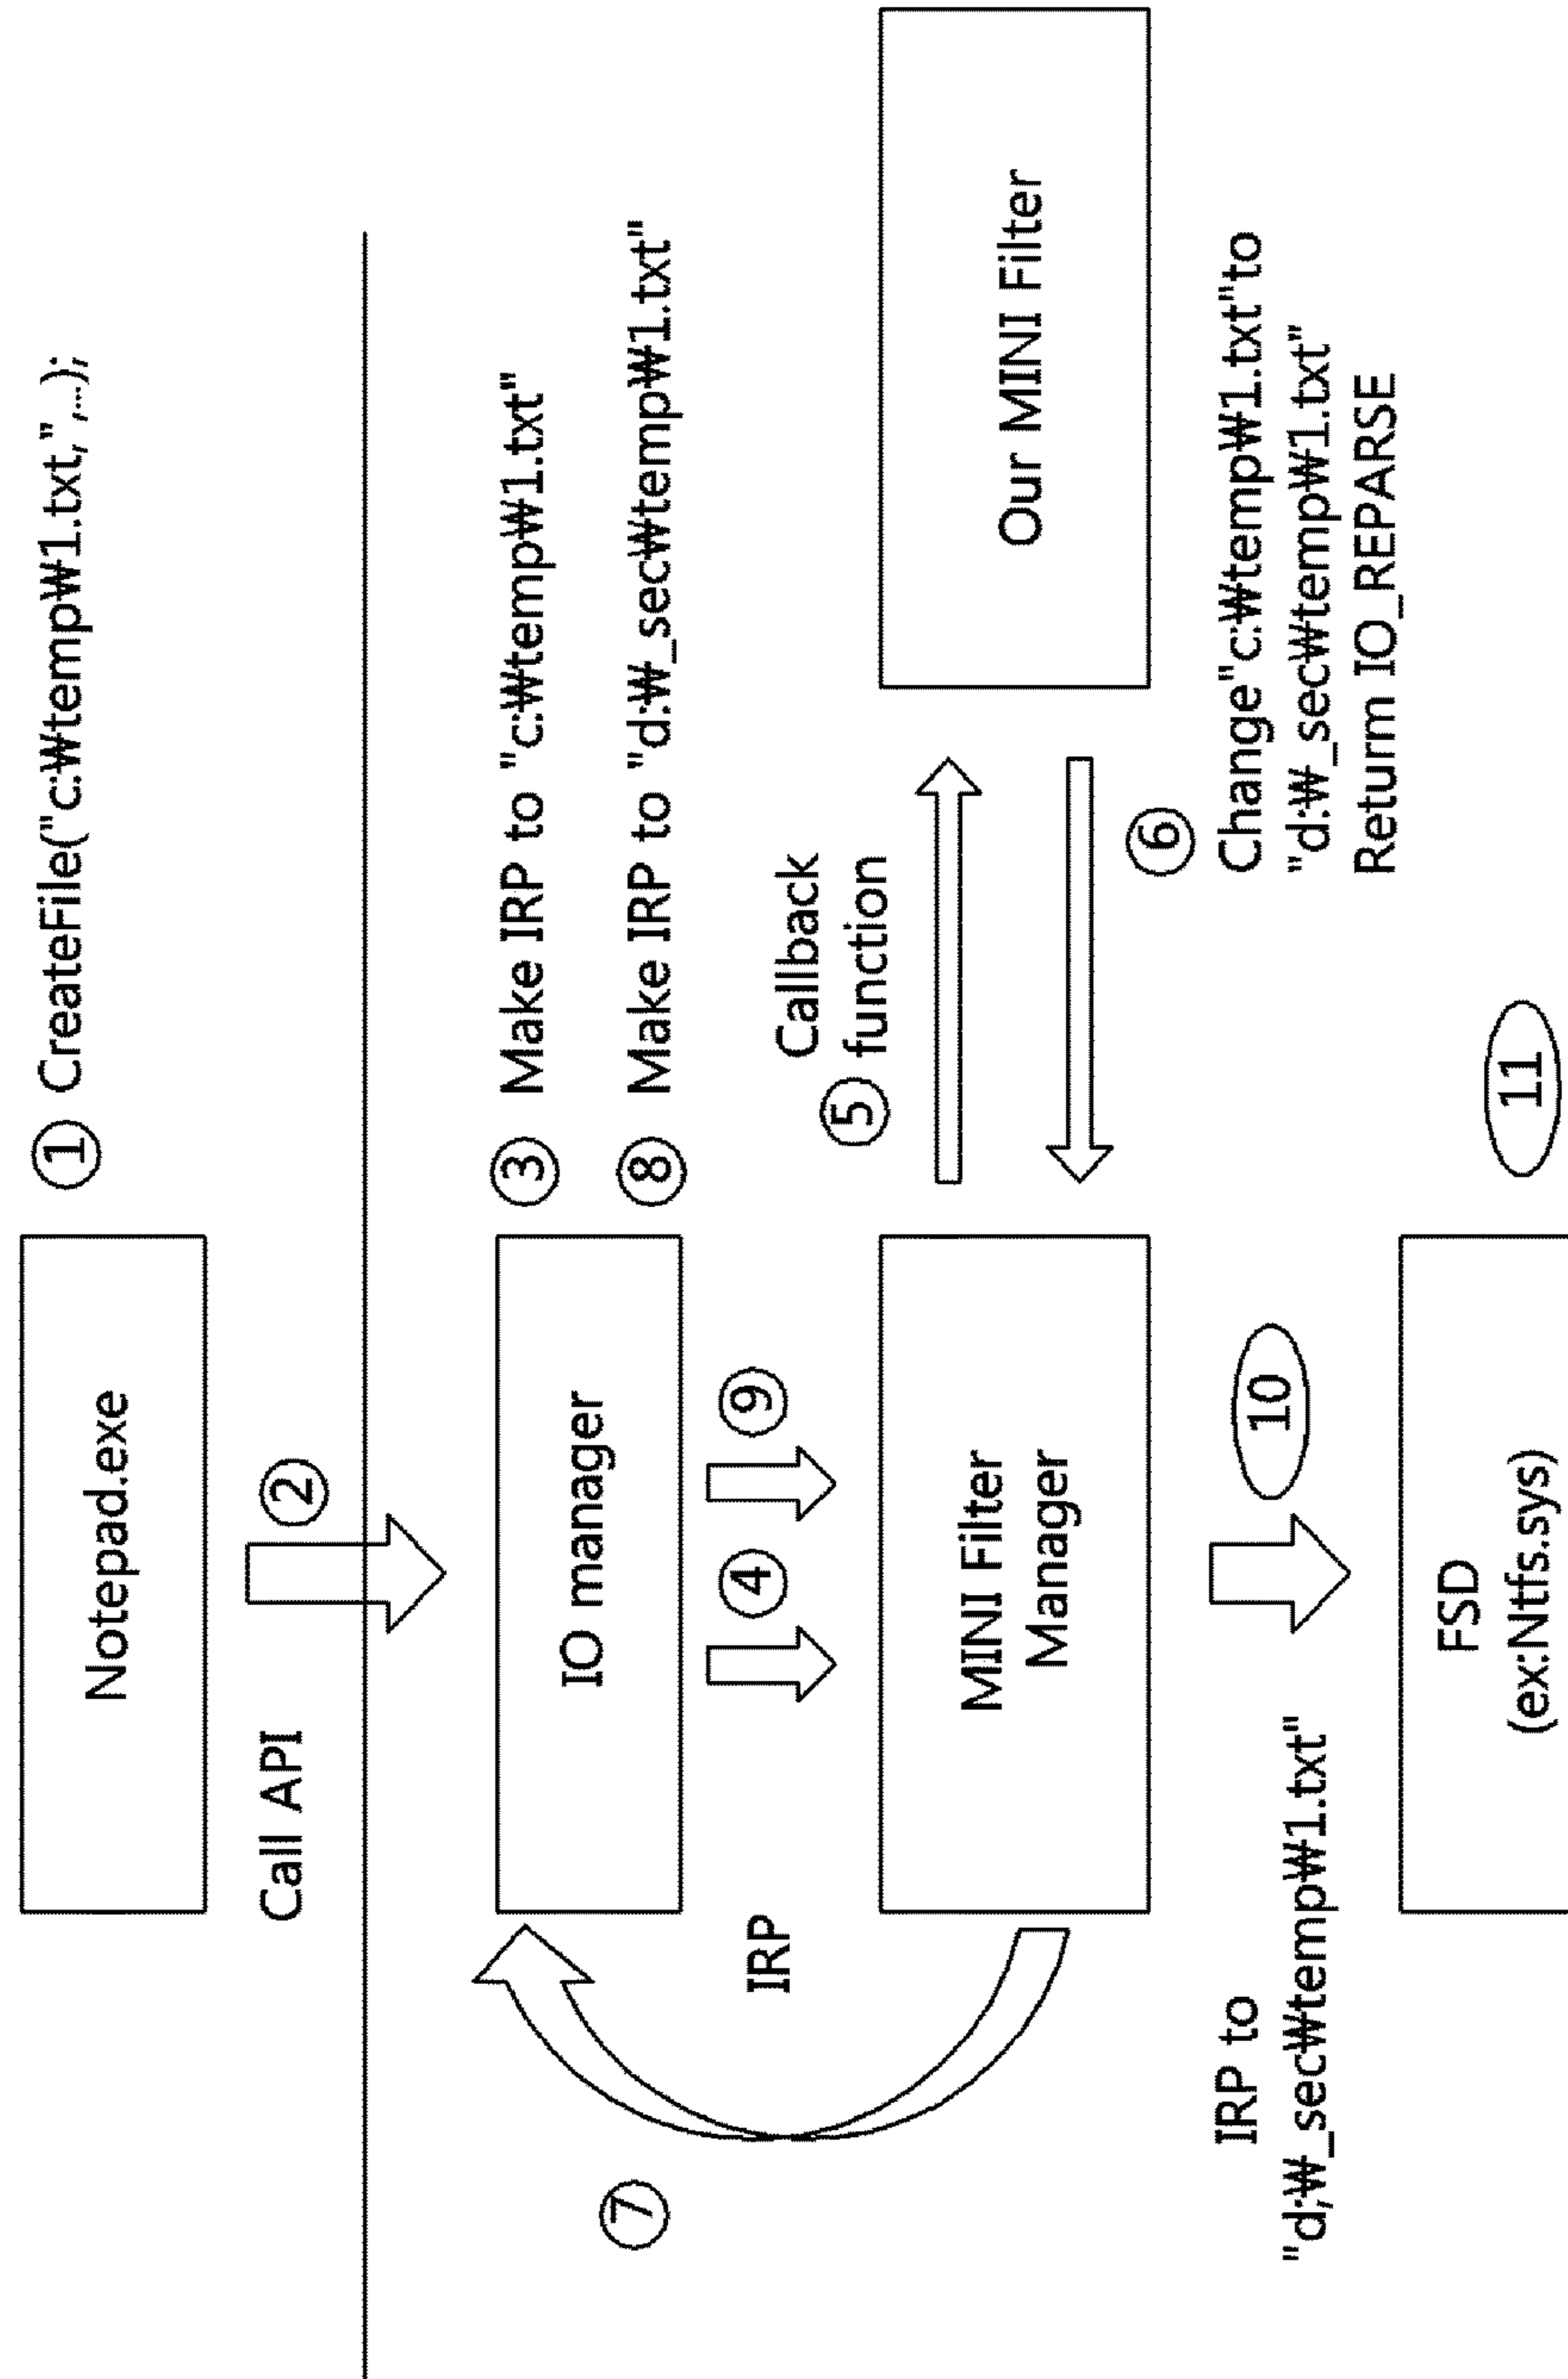 Notepad.exe
① CreateFile("c:₩temp₩1.txt,",...);
Call API
②
IO manager
③ Make IRP to "c:₩temp₩1.txt"
⑧ Make IRP to "d:₩_sec₩temp₩1.txt"
⑦
IRP
④
⑨
Callback
⑤ function
MINI Filter
Manager
Our MINI Filter
⑥
Change"c:₩temp₩1.txt"to
"d:₩_sec₩temp₩1.txt"
Returm IO_REPARSE
IRP to
"d;₩_sec₩temp₩1.txt"
10
FSD
(ex:Ntfs.sys)
11